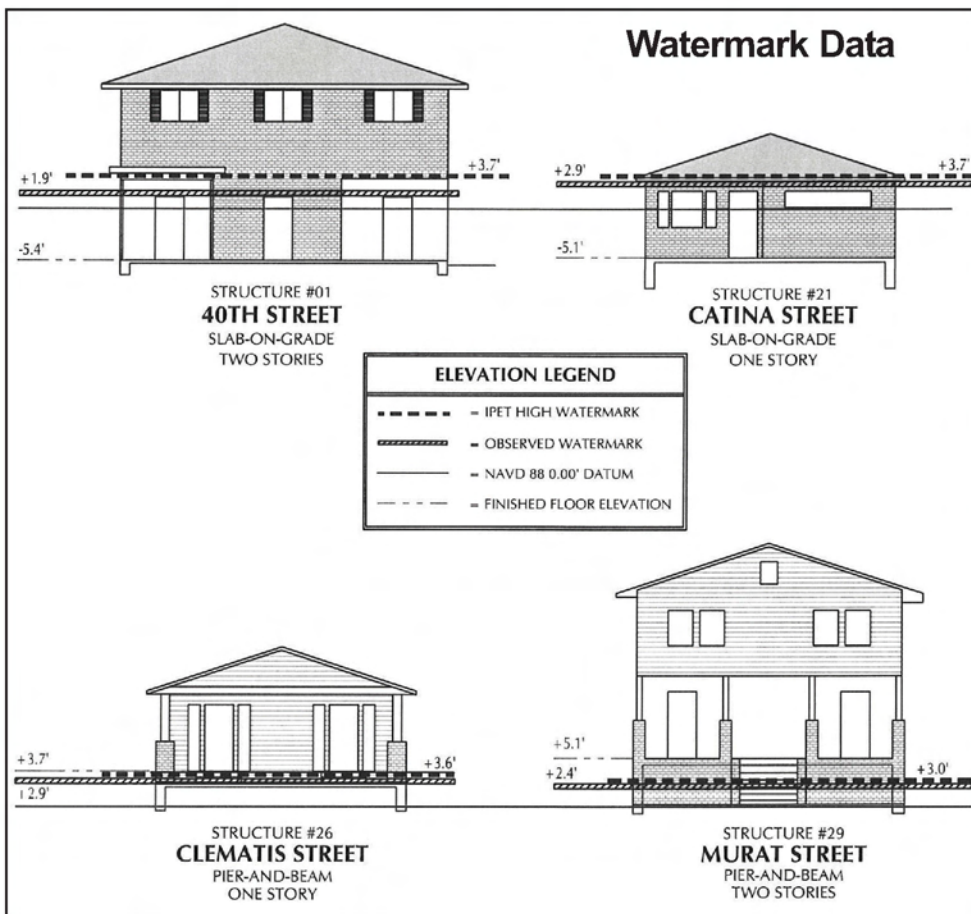 Watermark Data
+1.9'
+3.7'
-5.4'
STRUCTURE #01
40TH STREET
SLAB-ON-GRADE
TWO STORIES
+2.9'
+3.7'
-5.1'
STRUCTURE #21
CATINA STREET
SLAB-ON-GRADE
ONE STORY
ELEVATION LEGEND
= IPET HIGH WATERMARK
= OBSERVED WATERMARK
= NAVD 88 0.00' DATUM
= FINISHED FLOOR ELEVATION
+3.7'
+3.6'
+2.9'
STRUCTURE #26
CLEMATIS STREET
PIER-AND-BEAM
ONE STORY
+5.1'
+2.4'
+3.0'
STRUCTURE #29
MURAT STREET
PIER-AND-BEAM
TWO STORIES